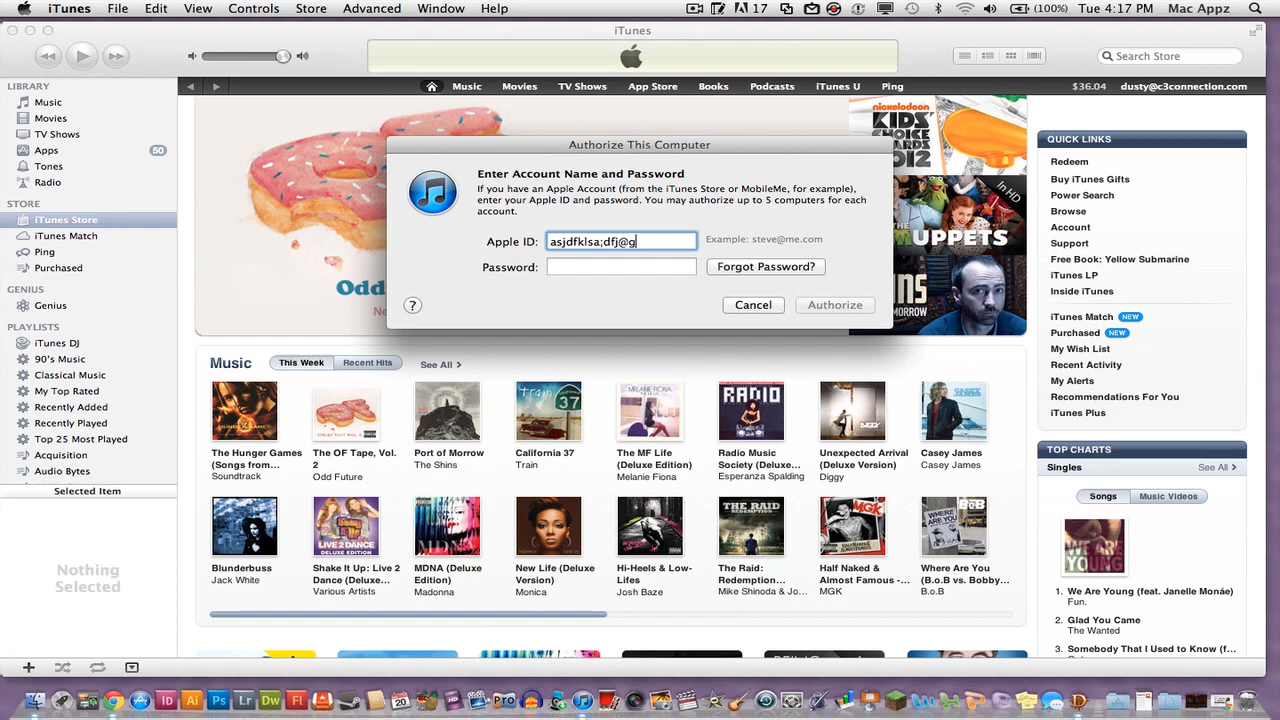 iTunes File Edit View Controls Store Advanced Window Help
17 (100%) Tue 4:17 PM Mac Appz
iTunes
Search Store
LIBRARY
Music
Movies
TV Shows
Apps 50
Tones
Radio
STORE
iTunes Store
iTunes Match
Ping
Purchased
GENIUS
Genius
PLAYLISTS
iTunes DJ
90's Music
Classical Music
My Top Rated
Recently Added
Recently Played
Top 25 Most Played
Acquisition
Audio Bytes
Selected Item
Nothing
Selected
Music Movies TV Shows App Store Books Podcasts iTunes U Ping $36.04 dusty@c3connection.com
nickelodeon
KIDS'
CHOICE
AWARDS
2012
in HD
MUPPETS
Authorize This Computer
Enter Account Name and Password
If you have an Apple Account (from the iTunes Store or MobileMe, for example),
enter your Apple ID and password. You may authorize up to 5 computers for each
account.
Apple ID: asjdfklsa;dfj@g Example: steve@me.com
Password: Forgot Password?
? Cancel Authorize
QUICK LINKS
Redeem
Buy iTunes Gifts
Power Search
Browse
Account
Support
Free Book: Yellow Submarine
iTunes LP
Inside iTunes
iTunes Match NEW
Purchased NEW
My Wish List
Recent Activity
My Alerts
Recommendations For You
iTunes Plus
Music This Week Recent Hits See All >
The Hunger Games
(Songs from...
Soundtrack
The OF Tape, Vol.
2
Odd Future
Port of Morrow
The Shins
California 37
Train
The MF Life
(Deluxe Edition)
Melanie Fiona
Radio Music
Society (Deluxe...
Esperanza Spalding
Unexpected Arrival
(Deluxe Version)
Diggy
Casey James
Casey James
Blunderbuss
Jack White
Shake It Up: Live 2
Dance (Deluxe...
Various Artists
MDNA (Deluxe
Edition)
Madonna
New Life (Deluxe
Version)
Monica
Hi-Heels & Low-
Lifes
Josh Baze
The Raid:
Redemption...
Mike Shinoda & Jo...
Half Naked &
Almost Famous -...
MGK
Where Are You
(B.o.B vs. Bobby...
B.o.B
TOP CHARTS
Singles See All >
Songs Music Videos
WE ARE
YOUNG
1. We Are Young (feat. Janelle Monáe)
Fun.
2. Glad You Came
The Wanted
3. Somebody That I Used to Know (f...